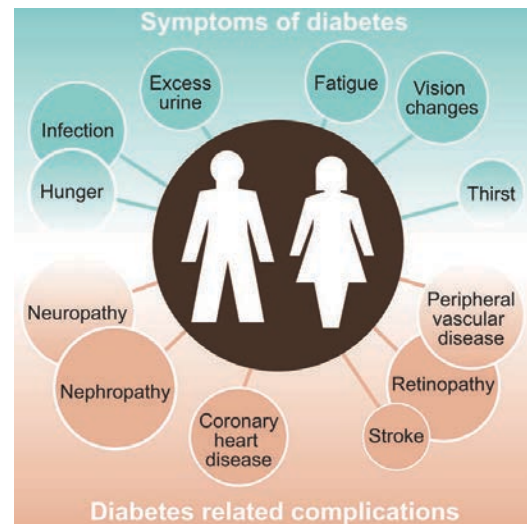 Symptoms of diabetes
Excess
urine
Fatigue
Vision
changes
Infection
Hunger
Thirst
Neuropathy
Peripheral
vascular
disease
Nephropathy
Retinopathy
Coronary
heart
disease
Stroke
Diabetes related complications